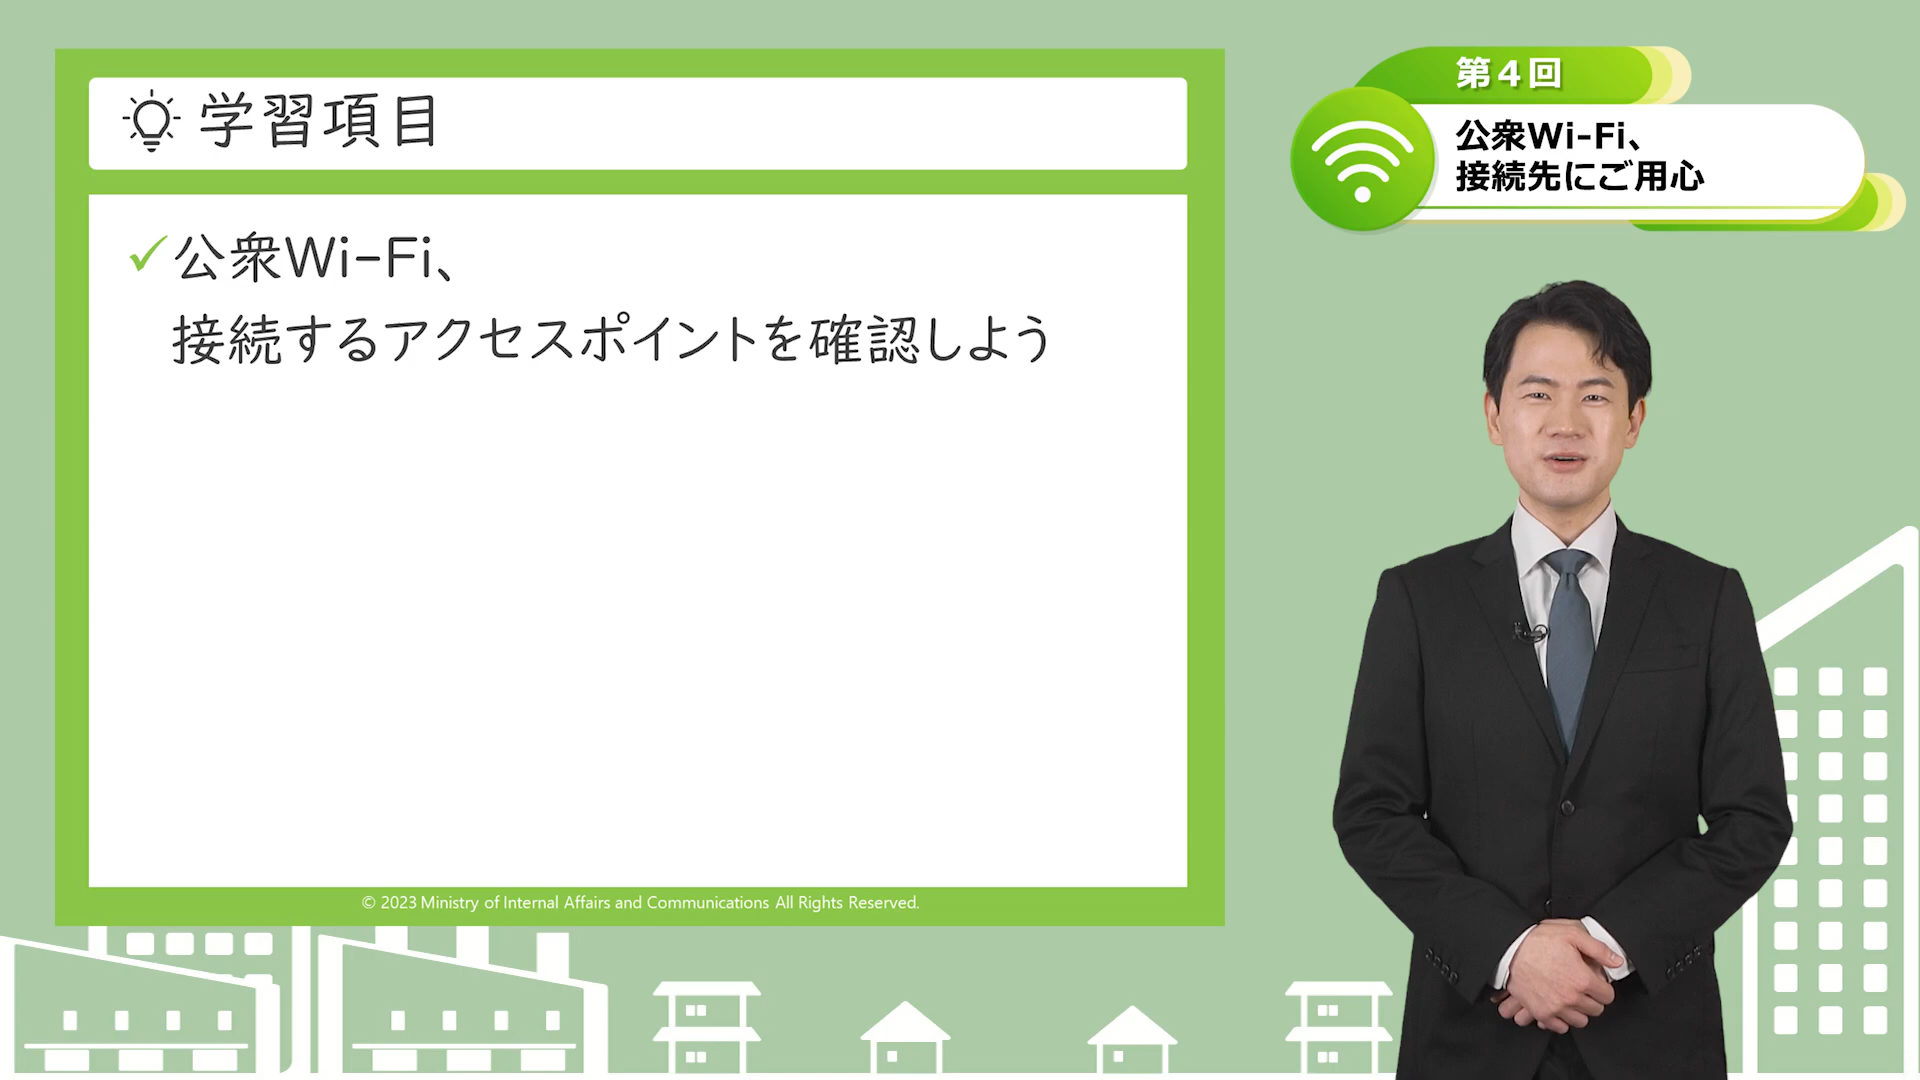 学習項目
公衆Wi-Fi、
接続するアクセスポイントを確認しよう
© 2023 Ministry of Internal Affairs and Communications All Rights Reserved.
第4回
公衆Wi-Fi、
接続先にご用心